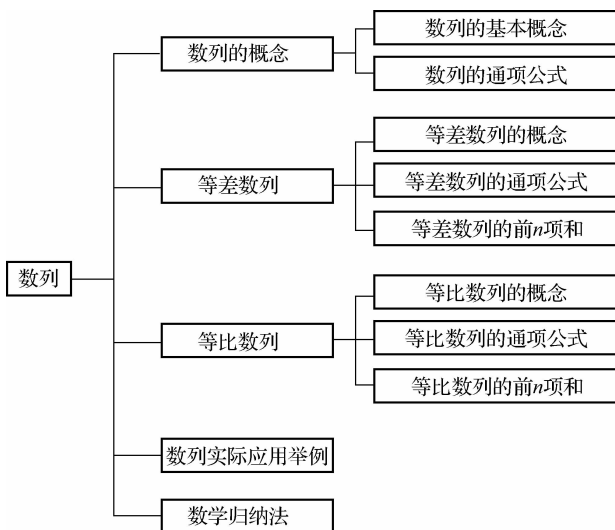 数列
数列的概念
数列的基本概念
数列的通项公式
等差数列
等差数列的概念
等差数列的通项公式
等差数列的前n项和
等比数列
等比数列的概念
等比数列的通项公式
等比数列的前n项和
数列实际应用举例
数学归纳法